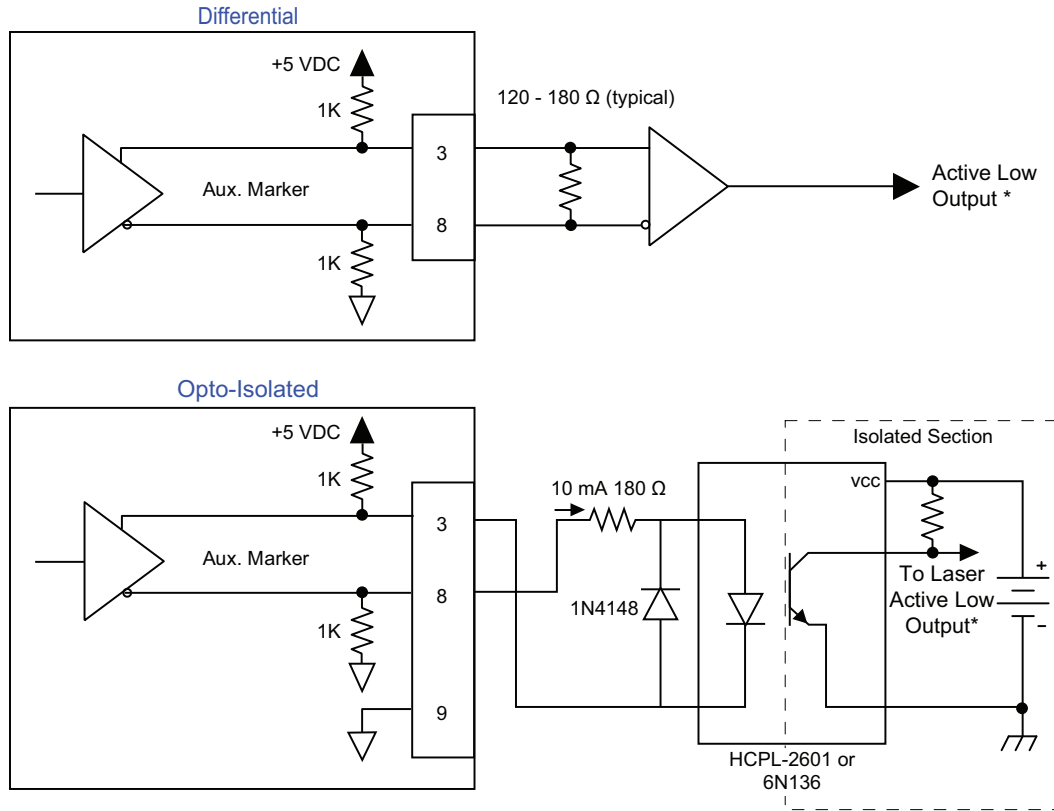 Differential
+5 VDC
1K
120 - 180 Ω (typical)
3
Aux. Marker
8
1K
Active Low
Output *
Opto-Isolated
+5 VDC
1K
3
Aux. Marker
8
1K
9
10 mA 180 Ω
1N4148
Isolated Section
vcc
To Laser
Active Low
Output*
+
–
HCPL-2601 or
6N136